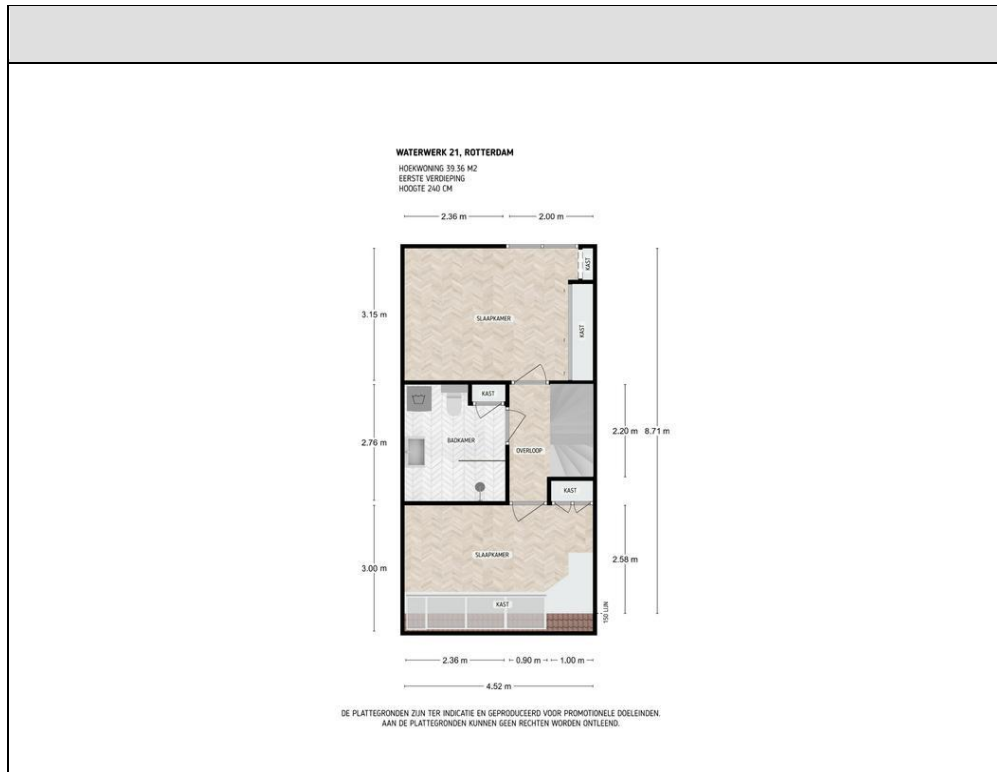 WATERWERK 21, ROTTERDAM
HOEKWONING 39.36 M2
EERSTE VERDIEPING
HOOGTE 240 CM
2.36 m
2.00 m
KAST
3.15 m
SLAAPKAMER
KAST
KAST
2.76 m
BADKAMER
OVERLOOP
2.20 m
8.71 m
KAST
SLAAPKAMER
2.58 m
3.00 m
KAST
150 LIJN
2.36 m
0.90 m
1.00 m
4.52 m
DE PLATTEGRONDEN ZIJN TER INDICATIE EN GEPRODUCEERD VOOR PROMOTIONELE DOELEINDEN.
AAN DE PLATTEGRONDEN KUNNEN GEEN RECHTEN WORDEN ONTLEEND.